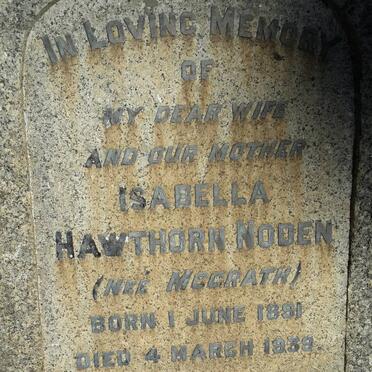 IN LOVING MEMORY
OF
MY DEAR WIFE
AND OUR MOTHER
ISABELLA
HAWTHORN NODEN
(NEÉ MCGRATH)
BORN 1 JUNE 1891
DIED 4 MARCH 1939.